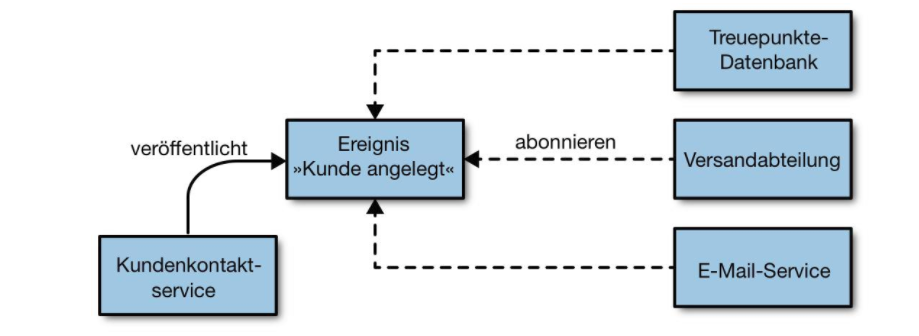 Treuepunkte-
Datenbank
veröffentlicht
Ereignis
»Kunde angelegt«
abonnieren
Versandabteilung
Kundenkontakt-
service
E-Mail-Service